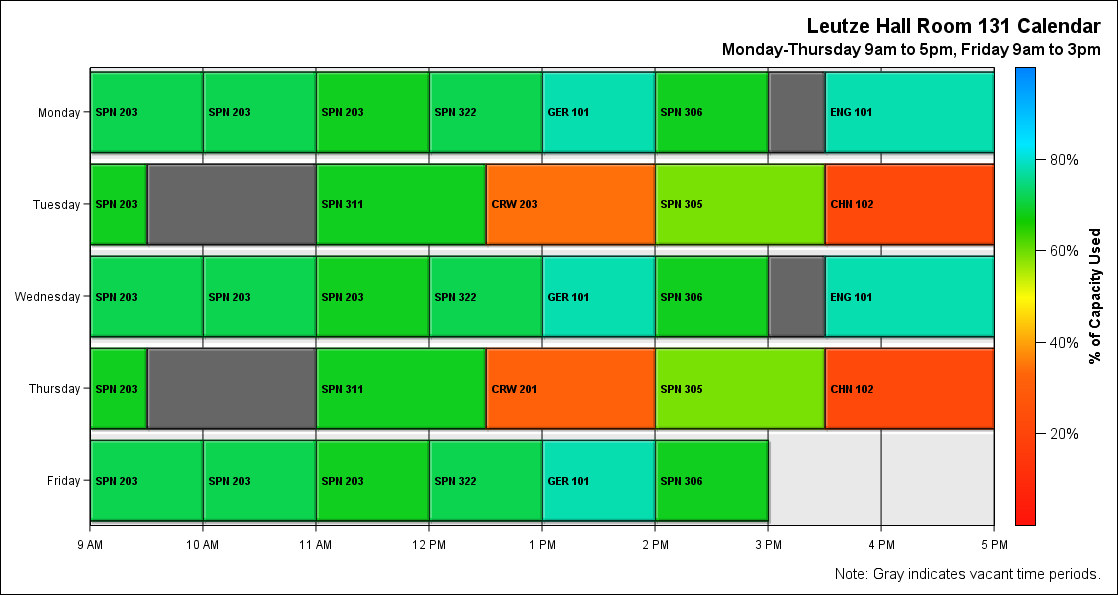 Leutze Hall Room 131 Calendar
Monday-Thursday 9am to 5pm, Friday 9am to 3pm
Monday SPN 203 SPN 203 SPN 203 SPN 322 GER 101 SPN 306 ENG 101
80%
Tuesday SPN 203 SPN 311 CRW 203 SPN 305 CHN 102
60%
Wednesday SPN 203 SPN 203 SPN 203 SPN 322 GER 101 SPN 306 ENG 101
% of Capacity Used
40%
Thursday SPN 203 SPN 311 CRW 201 SPN 305 CHN 102
20%
Friday SPN 203 SPN 203 SPN 203 SPN 322 GER 101 SPN 306
9 AM 10 AM 11 AM 12 PM 1 PM 2 PM 3 PM 4 PM 5 PM
Note: Gray indicates vacant time periods.